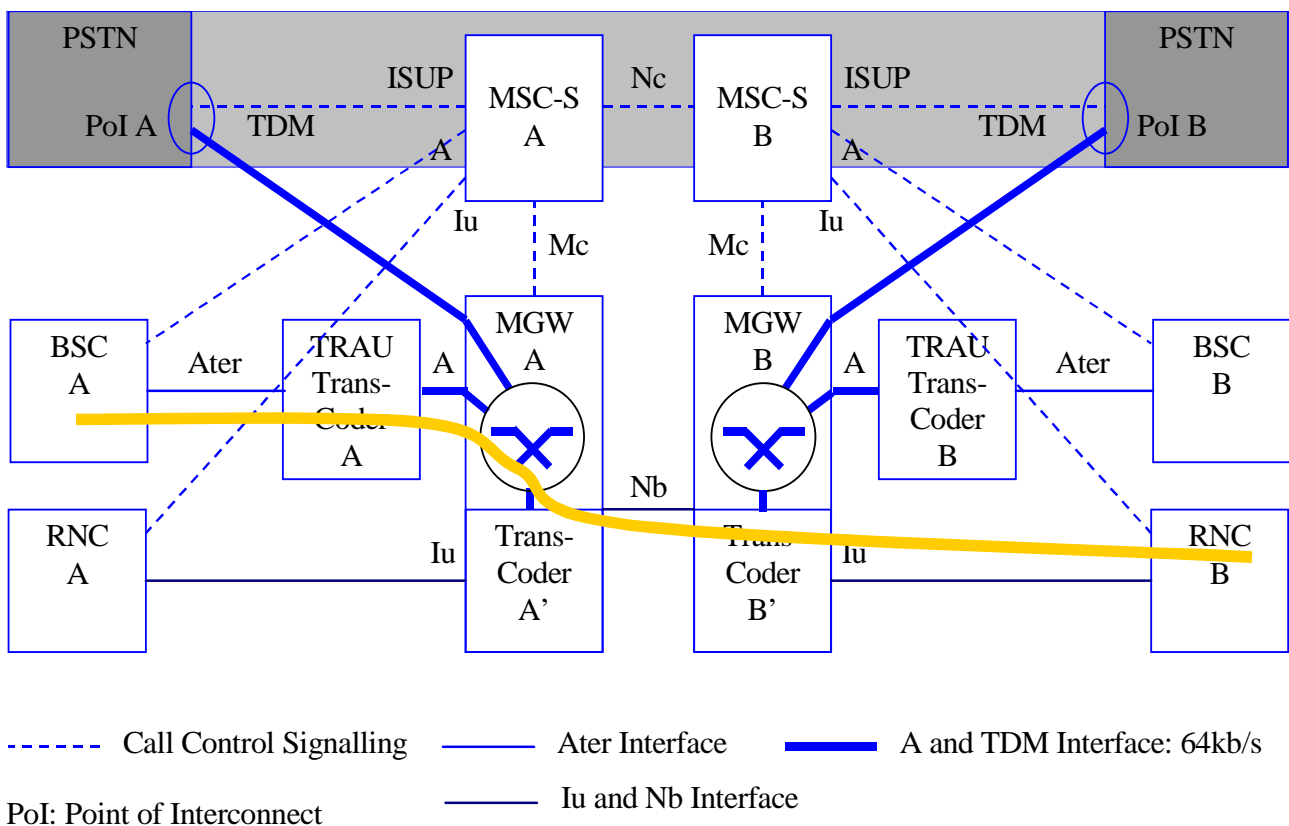 PSTN
PSTN
ISUP
Nc
ISUP
MSC-S
A
MSC-S
B
PoI A
TDM
TDM
PoI B
A
A
Iu
Iu
Mc
Mc
BSC
A
Ater
TRAU
Trans-
Coder
A
A
MGW
A
MGW
B
A
TRAU
Trans-
Coder
B
Ater
BSC
B
Nb
RNC
A
Iu
Trans-
Coder
A’
Trans-
Coder
B’
Iu
RNC
B
Call Control Signalling
Ater Interface
A and TDM Interface: 64kb/s
PoI: Point of Interconnect
Iu and Nb Interface